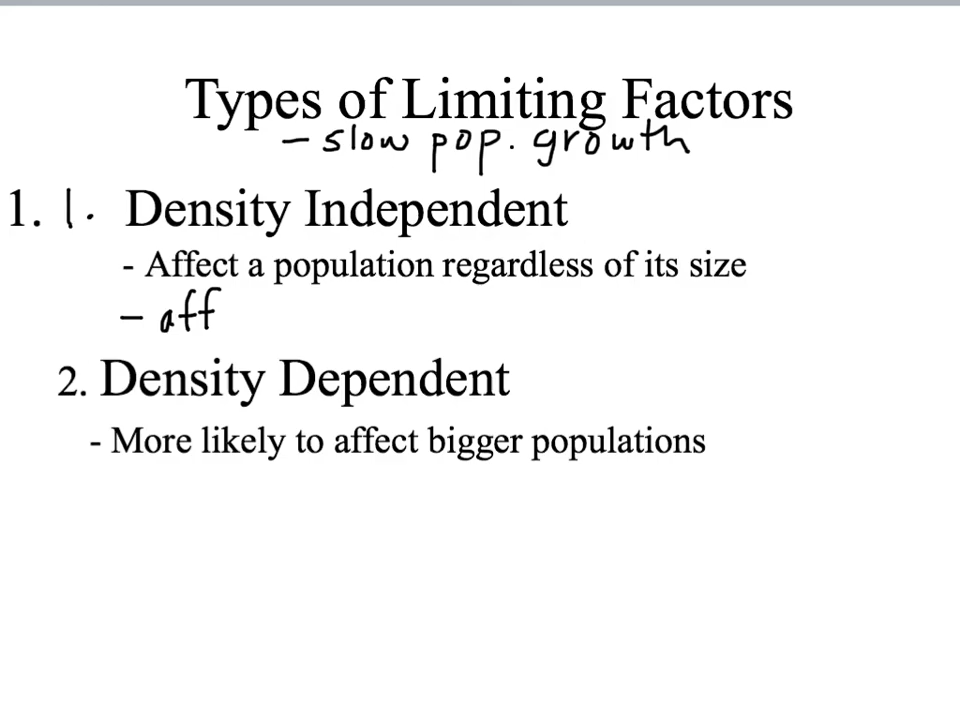 Types of Limiting Factors
- slow pop. growth
1. 1. Density Independent
- Affect a population regardless of its size
- aff
2. Density Dependent
- More likely to affect bigger populations